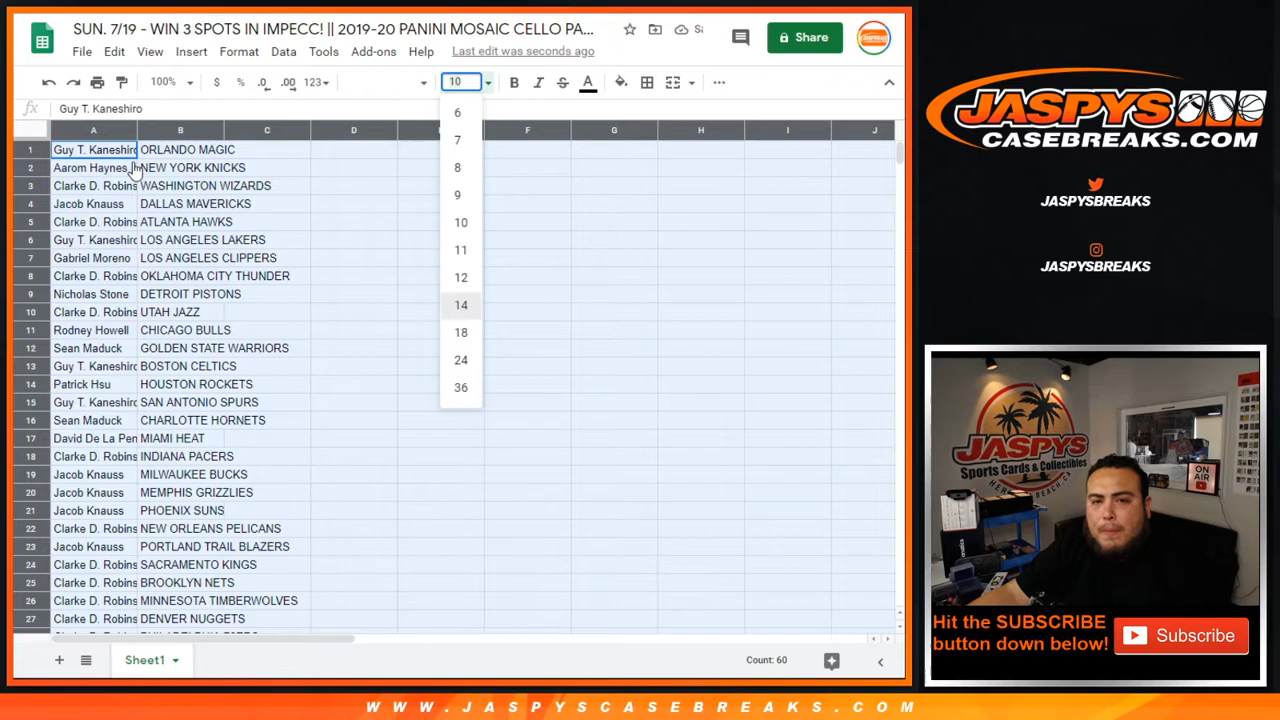 SUN. 7/19 - WIN 3 SPOTS IN IMPECC! || 2019-20 PANINI MOSAIC CELLO PA...
Share
File Edit View Insert Format Data Tools Add-ons Help Last edit was seconds ago
100% $ % .0 .00 123 10 B I S A ...
fx Guy T. Kaneshiro
A B C D F G H I J
1 Guy T. Kaneshiro ORLANDO MAGIC
2 Aarom Haynes NEW YORK KNICKS
3 Clarke D. Robins WASHINGTON WIZARDS
4 Jacob Knauss DALLAS MAVERICKS
5 Clarke D. Robins ATLANTA HAWKS
6 Guy T. Kaneshiro LOS ANGELES LAKERS
7 Gabriel Moreno LOS ANGELES CLIPPERS
8 Clarke D. Robins OKLAHOMA CITY THUNDER
9 Nicholas Stone DETROIT PISTONS
10 Clarke D. Robins UTAH JAZZ
11 Rodney Howell CHICAGO BULLS
12 Sean Maduck GOLDEN STATE WARRIORS
13 Guy T. Kaneshiro BOSTON CELTICS
14 Patrick Hsu HOUSTON ROCKETS
15 Guy T. Kaneshiro SAN ANTONIO SPURS
16 Sean Maduck CHARLOTTE HORNETS
17 David De La Pen MIAMI HEAT
18 Clarke D. Robins INDIANA PACERS
19 Jacob Knauss MILWAUKEE BUCKS
20 Jacob Knauss MEMPHIS GRIZZLIES
21 Jacob Knauss PHOENIX SUNS
22 Clarke D. Robins NEW ORLEANS PELICANS
23 Jacob Knauss PORTLAND TRAIL BLAZERS
24 Clarke D. Robins SACRAMENTO KINGS
25 Clarke D. Robins BROOKLYN NETS
26 Clarke D. Robins MINNESOTA TIMBERWOLVES
27 Clarke D. Robins DENVER NUGGETS
6
7
8
9
10
11
12
14
18
24
36
Sheet1
Count: 60
JASPYS
CASEBREAKS.COM
JASPYSBREAKS
JASPYSBREAKS
JASPYS
Sports Cards & Collectibles
ON AIR
Hit the SUBSCRIBE
button down below!
Subscribe
WWW.JASPYSCASEBREAKS.COM